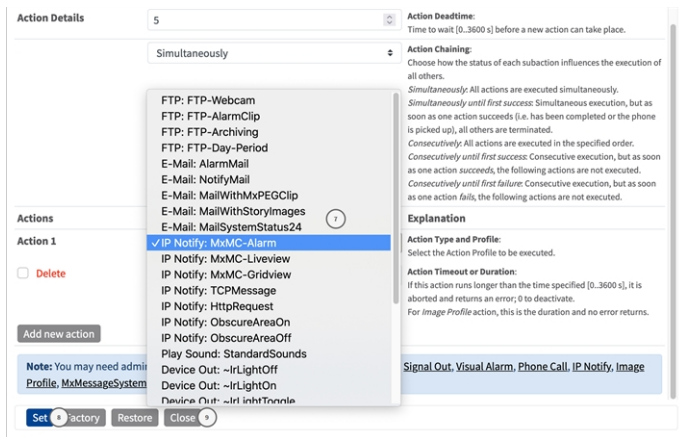 Action Details
5
Action Deadtime:
Time to wait [0..3600 s] before a new action can take place.
Simultaneously
Action Chaining:
Choose how the status of each subaction influences the execution of
all others.
Simultaneously: All actions are executed simultaneously.
Simultaneously until first success: Simultaneous execution, but as
soon as one action succeeds (i.e. has been completed or the phone
is picked up), all others are terminated.
Consecutively: All actions are executed in the specified order.
Consecutively until first success: Consecutive execution, but as soon
as one action succeeds, the following actions are not executed.
Consecutively until first failure: Consecutive execution, but as soon
as one action fails, the following actions are not executed.
FTP: FTP-Webcam
FTP: FTP-AlarmClip
FTP: FTP-Archiving
FTP: FTP-Day-Period
E-Mail: AlarmMail
E-Mail: NotifyMail
E-Mail: MailWithMxPEGClip
E-Mail: MailWithStoryImages
E-Mail: MailSystemStatus24
7
✓IP Notify: MxMC-Alarm
IP Notify: MxMC-Liveview
IP Notify: MxMC-Gridview
IP Notify: TCPMessage
IP Notify: HttpRequest
IP Notify: ObscureAreaOn
IP Notify: ObscureAreaOff
Play Sound: StandardSounds
Device Out: ~IrLightOff
Device Out: ~IrLightOn
Device Out: ~IrLightToggle
Actions
Explanation
Action 1
Action Type and Profile:
Select the Action Profile to be executed.
Delete
Action Timeout or Duration:
If this action runs longer than the time specified [0..3600 s], it is
aborted and returns an error; 0 to deactivate.
For Image Profile action, this is the duration and no error returns.
Add new action
Note: You may need admi
Signal Out, Visual Alarm, Phone Call, IP Notify, Image
Profile, MxMessageSystem
Set 8 actory Restore Close 9